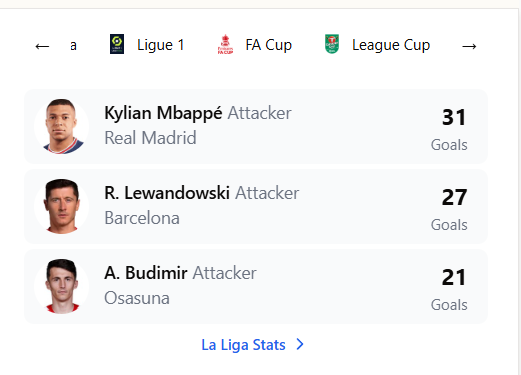 ← a Ligue 1 FA Cup League Cup →
Kylian Mbappé Attacker
Real Madrid
31
Goals
R. Lewandowski Attacker
Barcelona
27
Goals
A. Budimir Attacker
Osasuna
21
Goals
La Liga Stats >